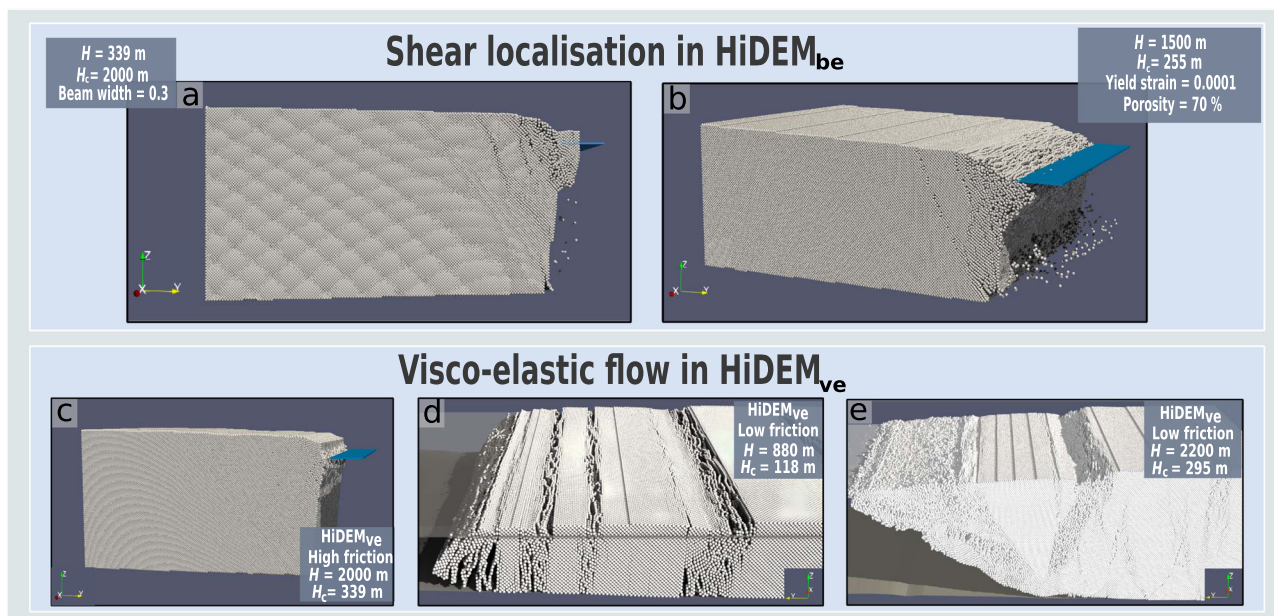 Shear localisation in HiDEMbe
H = 339 m
Hc= 2000 m
Beam width = 0.3
a
Z
X
Y
b
H = 1500 m
Hc= 255 m
Yield strain = 0.0001
Porosity = 70 %
Z
X
Y
Visco-elastic flow in HiDEMve
c
HiDEMve
High friction
H = 2000 m
Hc= 339 m
Z
X
Y
d
HiDEMve
Low friction
H = 880 m
Hc = 118 m
Z
Y
X
e
HiDEMve
Low friction
H = 2200 m
Hc = 295 m
Z
Y
X